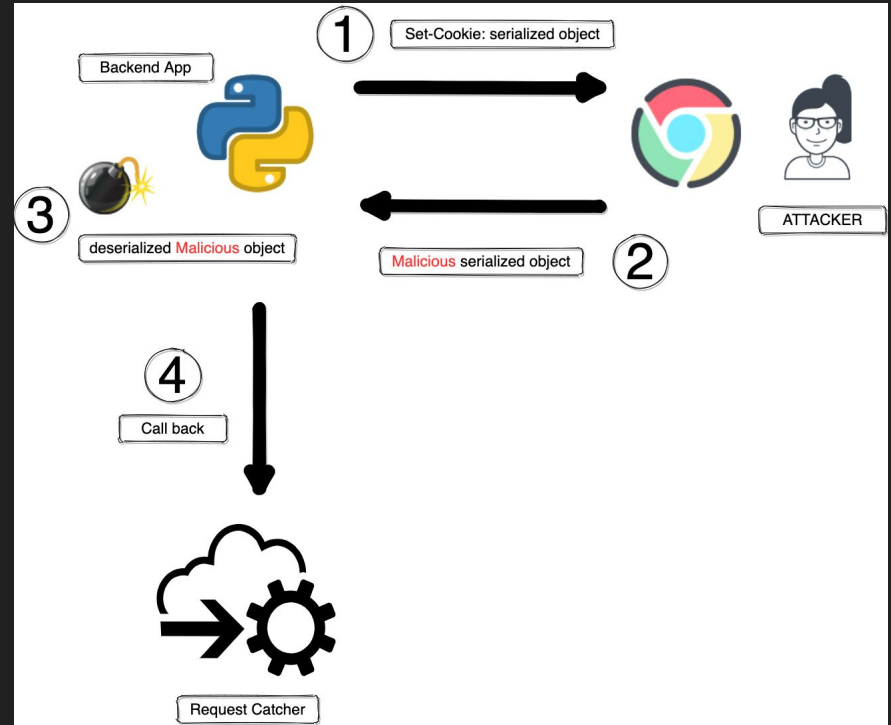 1
Set-Cookie: serialized object
Backend App
3
deserialized Malicious object
ATTACKER
Malicious serialized object
2
4
Call back
Request Catcher